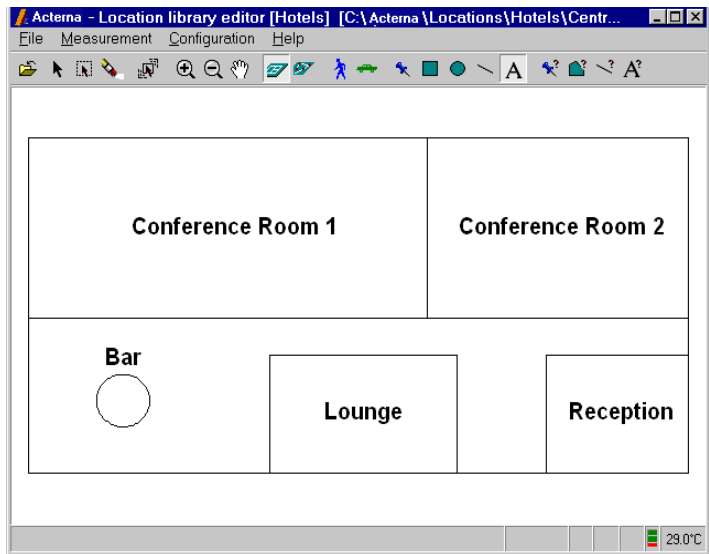 Acterna - Location library editor [Hotels] [C:\Acterna\Locations\Hotels\Centr...
File Measurement Configuration Help
A ? ? ? A?
Conference Room 1 Conference Room 2
Bar
Lounge Reception
29.0°C